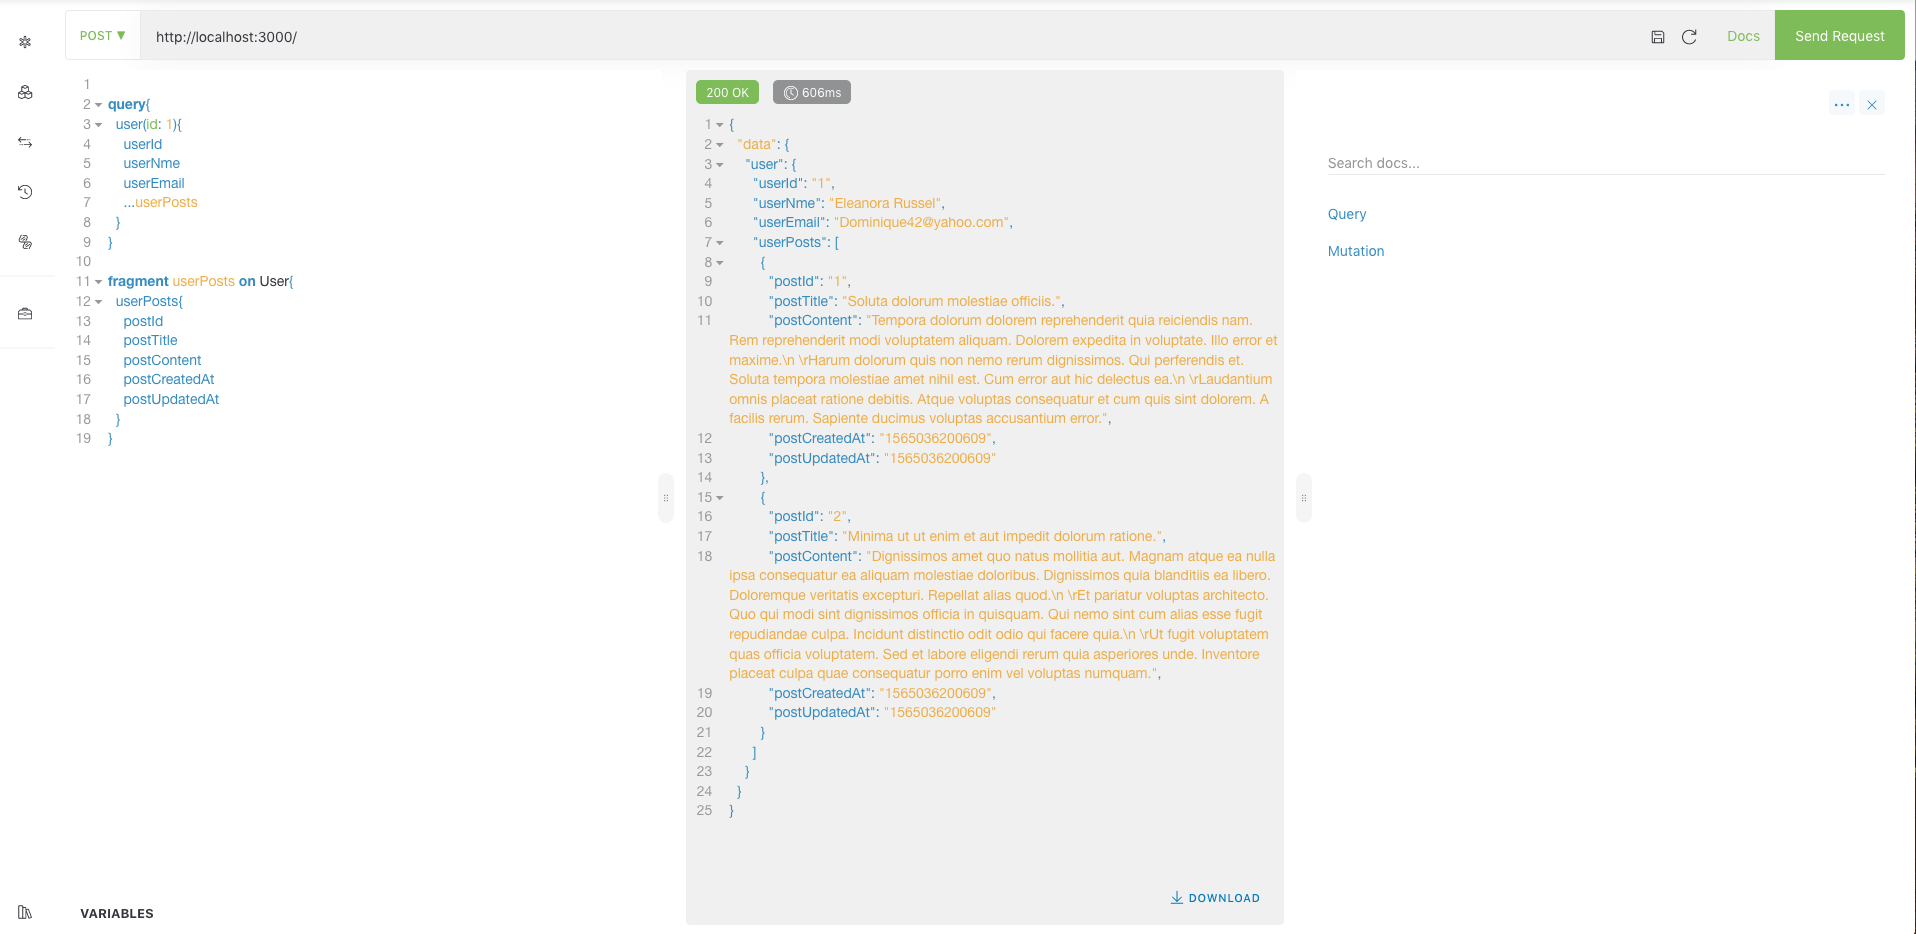 POST ▼
http://localhost:3000/
Docs
Send Request
1
2 query{
3 user(id: 1){
4 userId
5 userNme
6 userEmail
7 ...userPosts
8 }
9 }
10
11 fragment userPosts on User{
12 userPosts{
13 postId
14 postTitle
15 postContent
16 postCreatedAt
17 postUpdatedAt
18 }
19 }
VARIABLES
200 OK
606ms
1 {
2 "data": {
3 "user": {
4 "userId": "1",
5 "userNme": "Eleanora Russel",
6 "userEmail": "Dominique42@yahoo.com",
7 "userPosts": [
8 {
9 "postId": "1",
10 "postTitle": "Soluta dolorum molestiae officiis.",
11 "postContent": "Tempora dolorum dolorem reprehenderit quia reiciendis nam.
Rem reprehenderit modi voluptatem aliquam. Dolorem expedita in voluptate. Illo error et
maxime.\n \rHarum dolorum quis non nemo rerum dignissimos. Qui perferendis et.
Soluta tempora molestiae amet nihil est. Cum error aut hic delectus ea.\n \rLaudantium
omnis placeat ratione debitis. Atque voluptas consequatur et cum quis sint dolorem. A
facilis rerum. Sapiente ducimus voluptas accusantium error.",
12 "postCreatedAt": "1565036200609",
13 "postUpdatedAt": "1565036200609"
14 },
15 {
16 "postId": "2",
17 "postTitle": "Minima ut ut enim et aut impedit dolorum ratione.",
18 "postContent": "Dignissimos amet quo natus mollitia aut. Magnam atque ea nulla
ipsa consequatur ea aliquam molestiae doloribus. Dignissimos quia blanditiis ea libero.
Doloremque veritatis excepturi. Repellat alias quod.\n \rEt pariatur voluptas architecto.
Quo qui modi sint dignissimos officia in quisquam. Qui nemo sint cum alias esse fugit
repudiandae culpa. Incidunt distinctio odit odio qui facere quia.\n \rUt fugit voluptatem
quas officia voluptatem. Sed et labore eligendi rerum quia asperiores unde. Inventore
placeat culpa quae consequatur porro enim vel voluptas numquam.",
19 "postCreatedAt": "1565036200609",
20 "postUpdatedAt": "1565036200609"
21 }
22 ]
23 }
24 }
25 }
DOWNLOAD
Search docs...
Query
Mutation